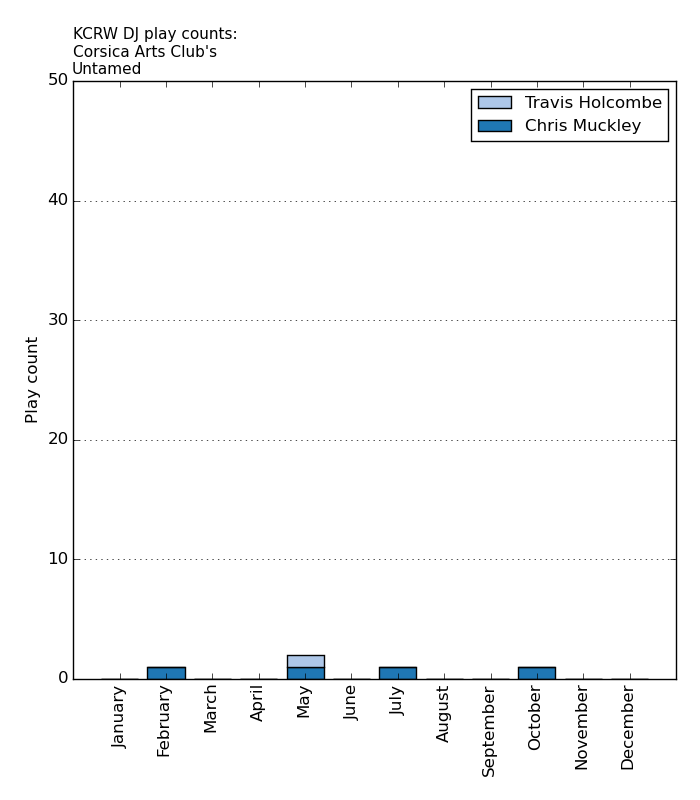 KCRW DJ play counts:
Corsica Arts Club's
Untamed
Travis Holcombe
Chris Muckley
Play count
50
40
30
20
10
0
January
February
March
April
May
June
July
August
September
October
November
December